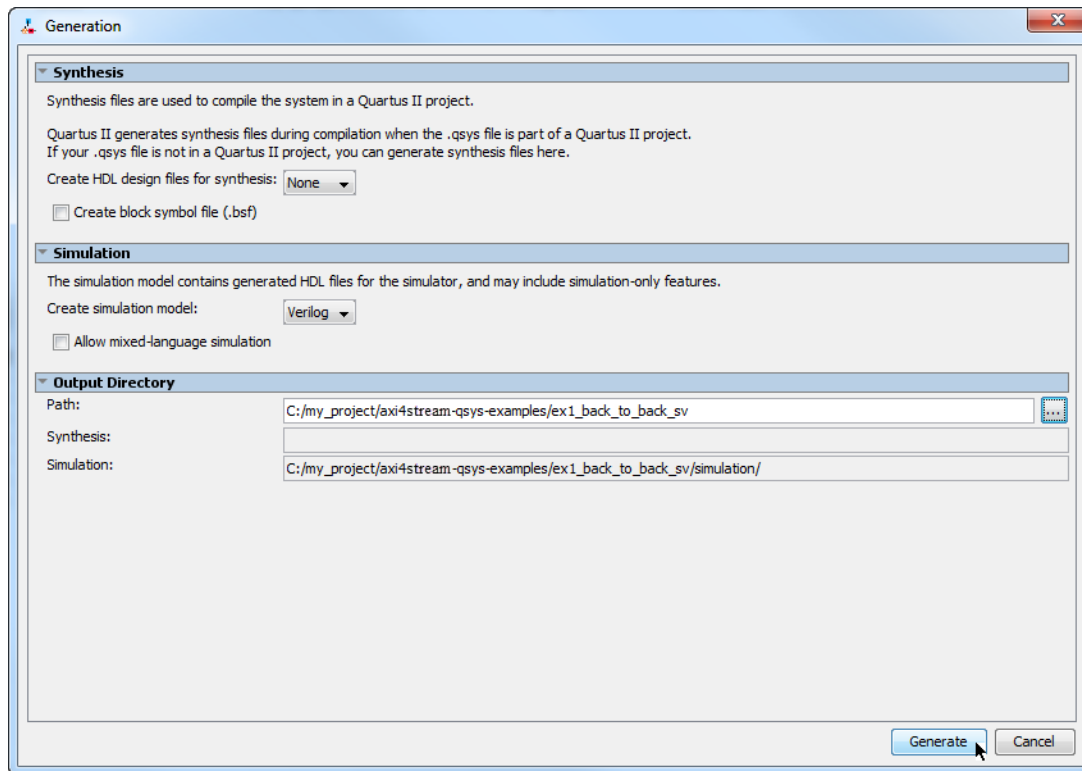 Generation
Synthesis
Synthesis files are used to compile the system in a Quartus II project.
Quartus II generates synthesis files during compilation when the .qsys file is part of a Quartus II project.
If your .qsys file is not in a Quartus II project, you can generate synthesis files here.
Create HDL design files for synthesis: None
Create block symbol file (.bsf)
Simulation
The simulation model contains generated HDL files for the simulator, and may include simulation-only features.
Create simulation model: Verilog
Allow mixed-language simulation
Output Directory
Path: C:/my_project/axi4stream-qsys-examples/ex1_back_to_back_sv ...
Synthesis:
Simulation: C:/my_project/axi4stream-qsys-examples/ex1_back_to_back_sv/simulation/
Generate Cancel